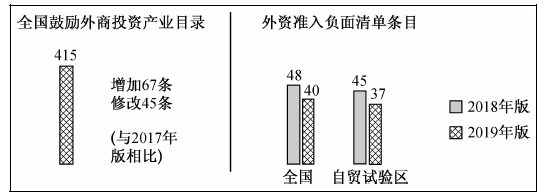 全国鼓励外商投资产业目录
415
增加67条
修改45条
(与2017年
版相比)
外资准入负面清单条目
48
40
45
37
全国
自贸试验区
2018年版
2019年版